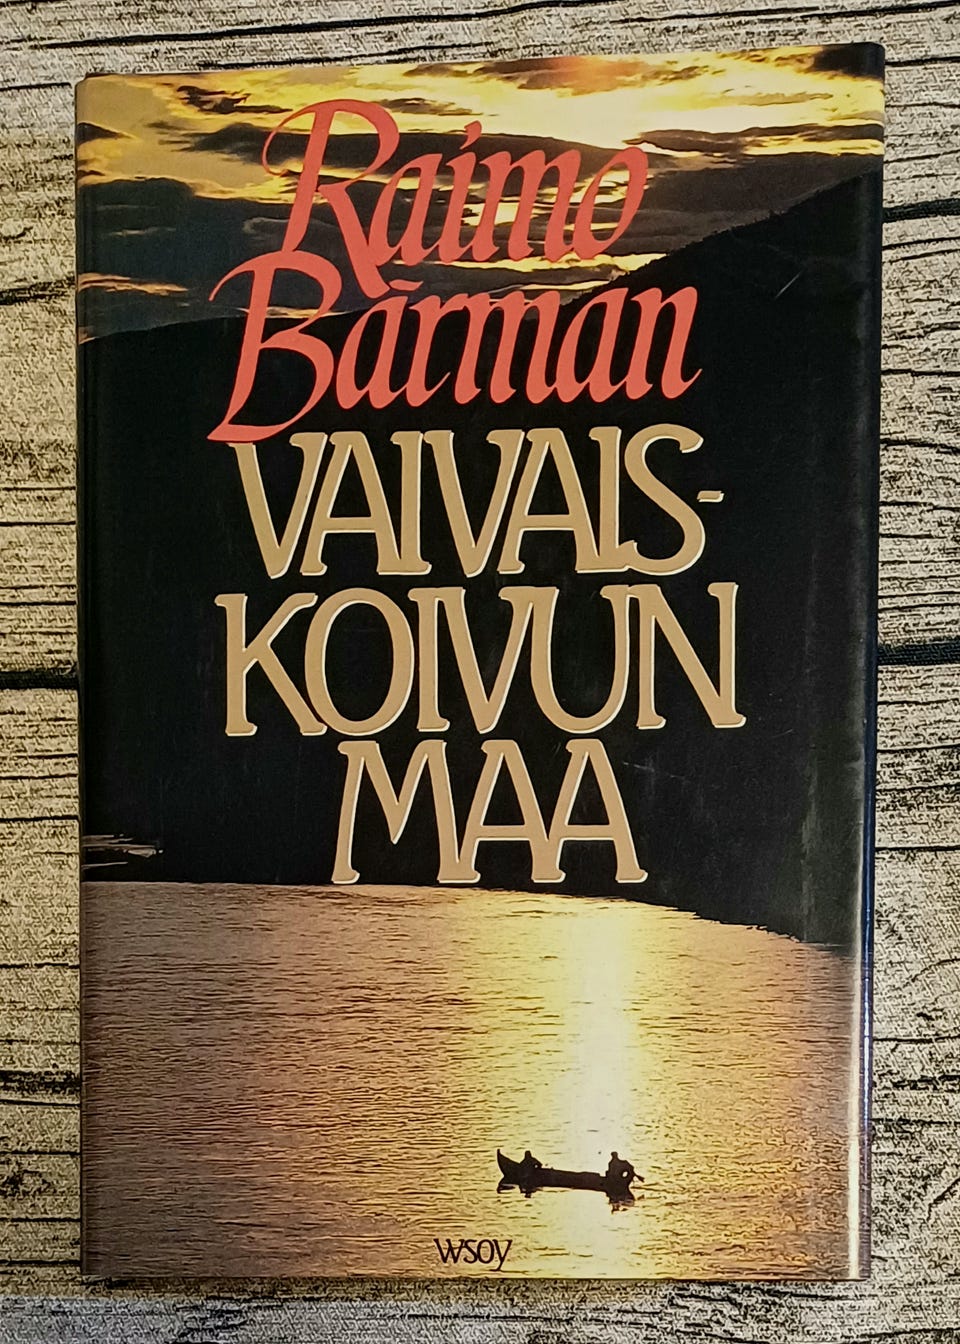 Raimo
Bärman
VAIVAIS-
KOIVUN
MAA
WSOY